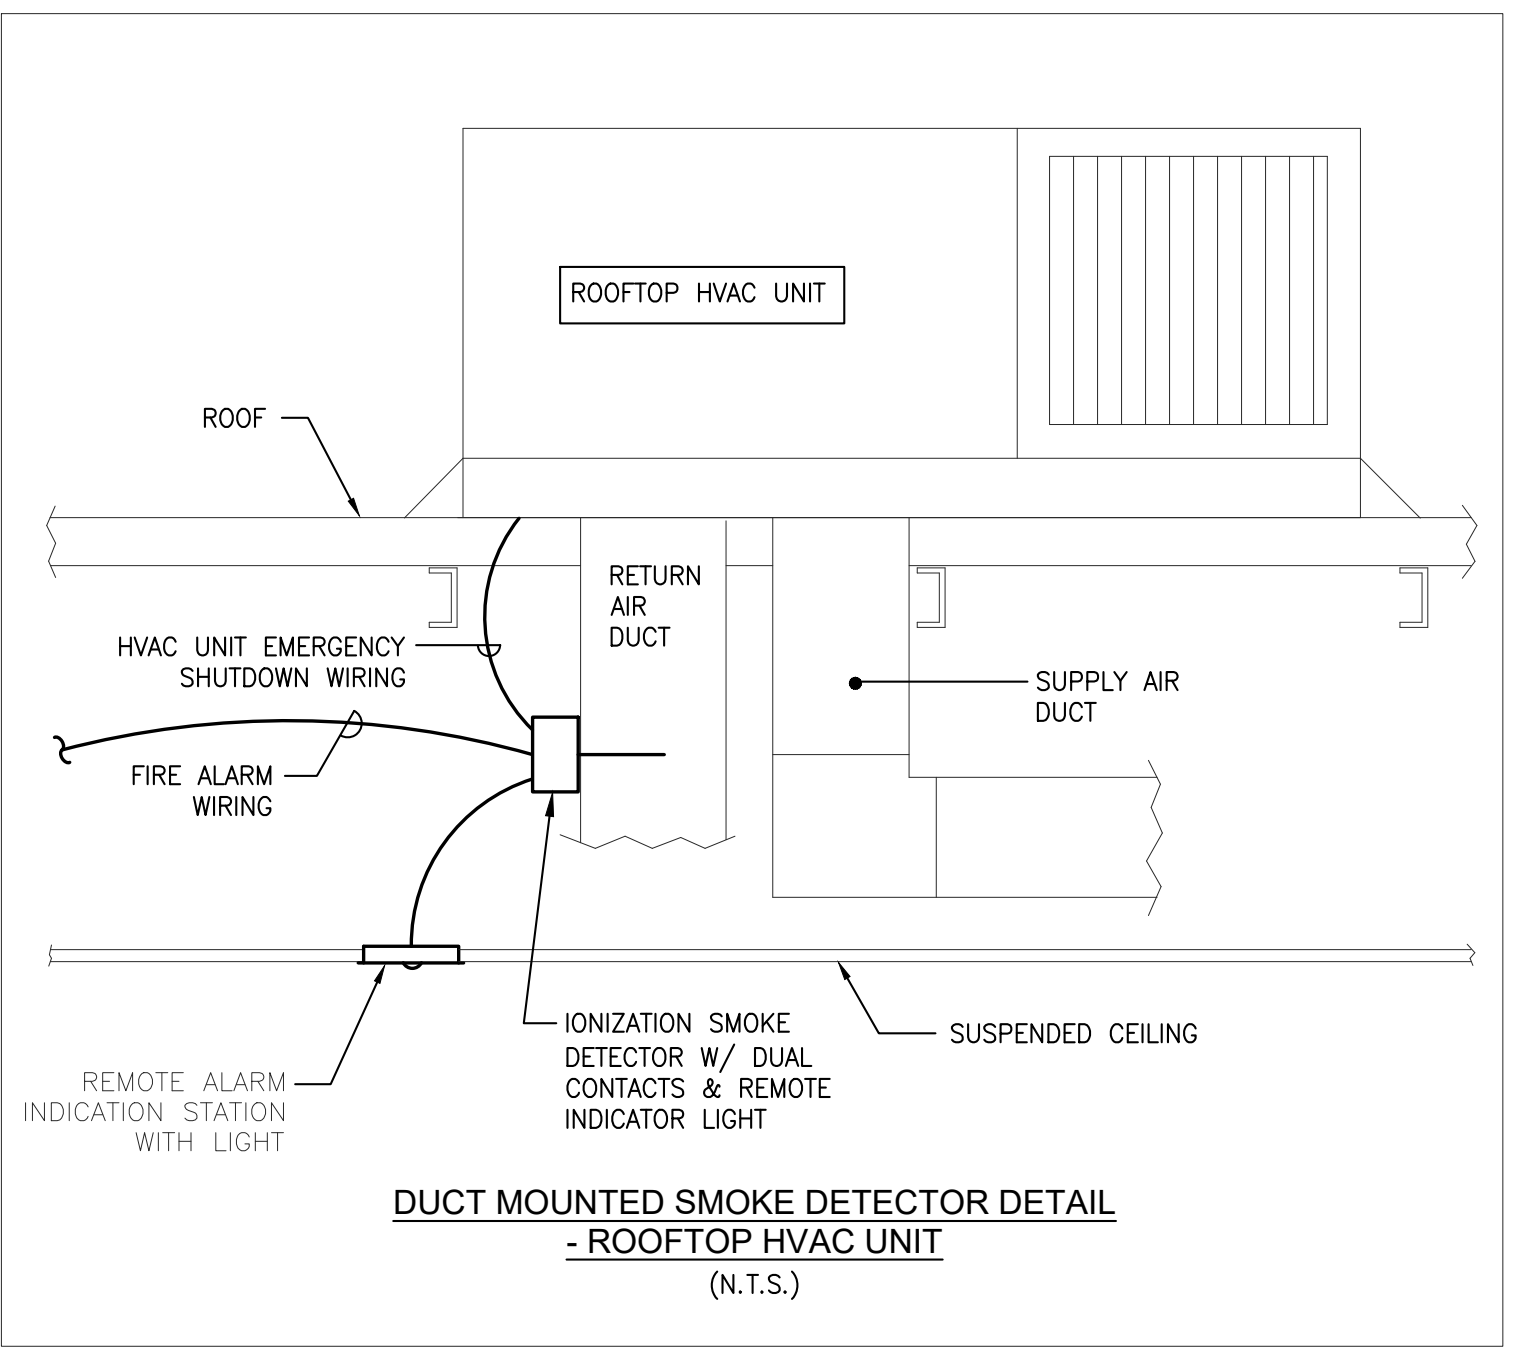 ROOFTOP HVAC UNIT
ROOF
RETURN
AIR
DUCT
HVAC UNIT EMERGENCY
SHUTDOWN WIRING
SUPPLY AIR
DUCT
FIRE ALARM
WIRING
IONIZATION SMOKE
DETECTOR W/ DUAL
CONTACTS & REMOTE
INDICATOR LIGHT
SUSPENDED CEILING
REMOTE ALARM
INDICATION STATION
WITH LIGHT
DUCT MOUNTED SMOKE DETECTOR DETAIL
- ROOFTOP HVAC UNIT
(N.T.S.)